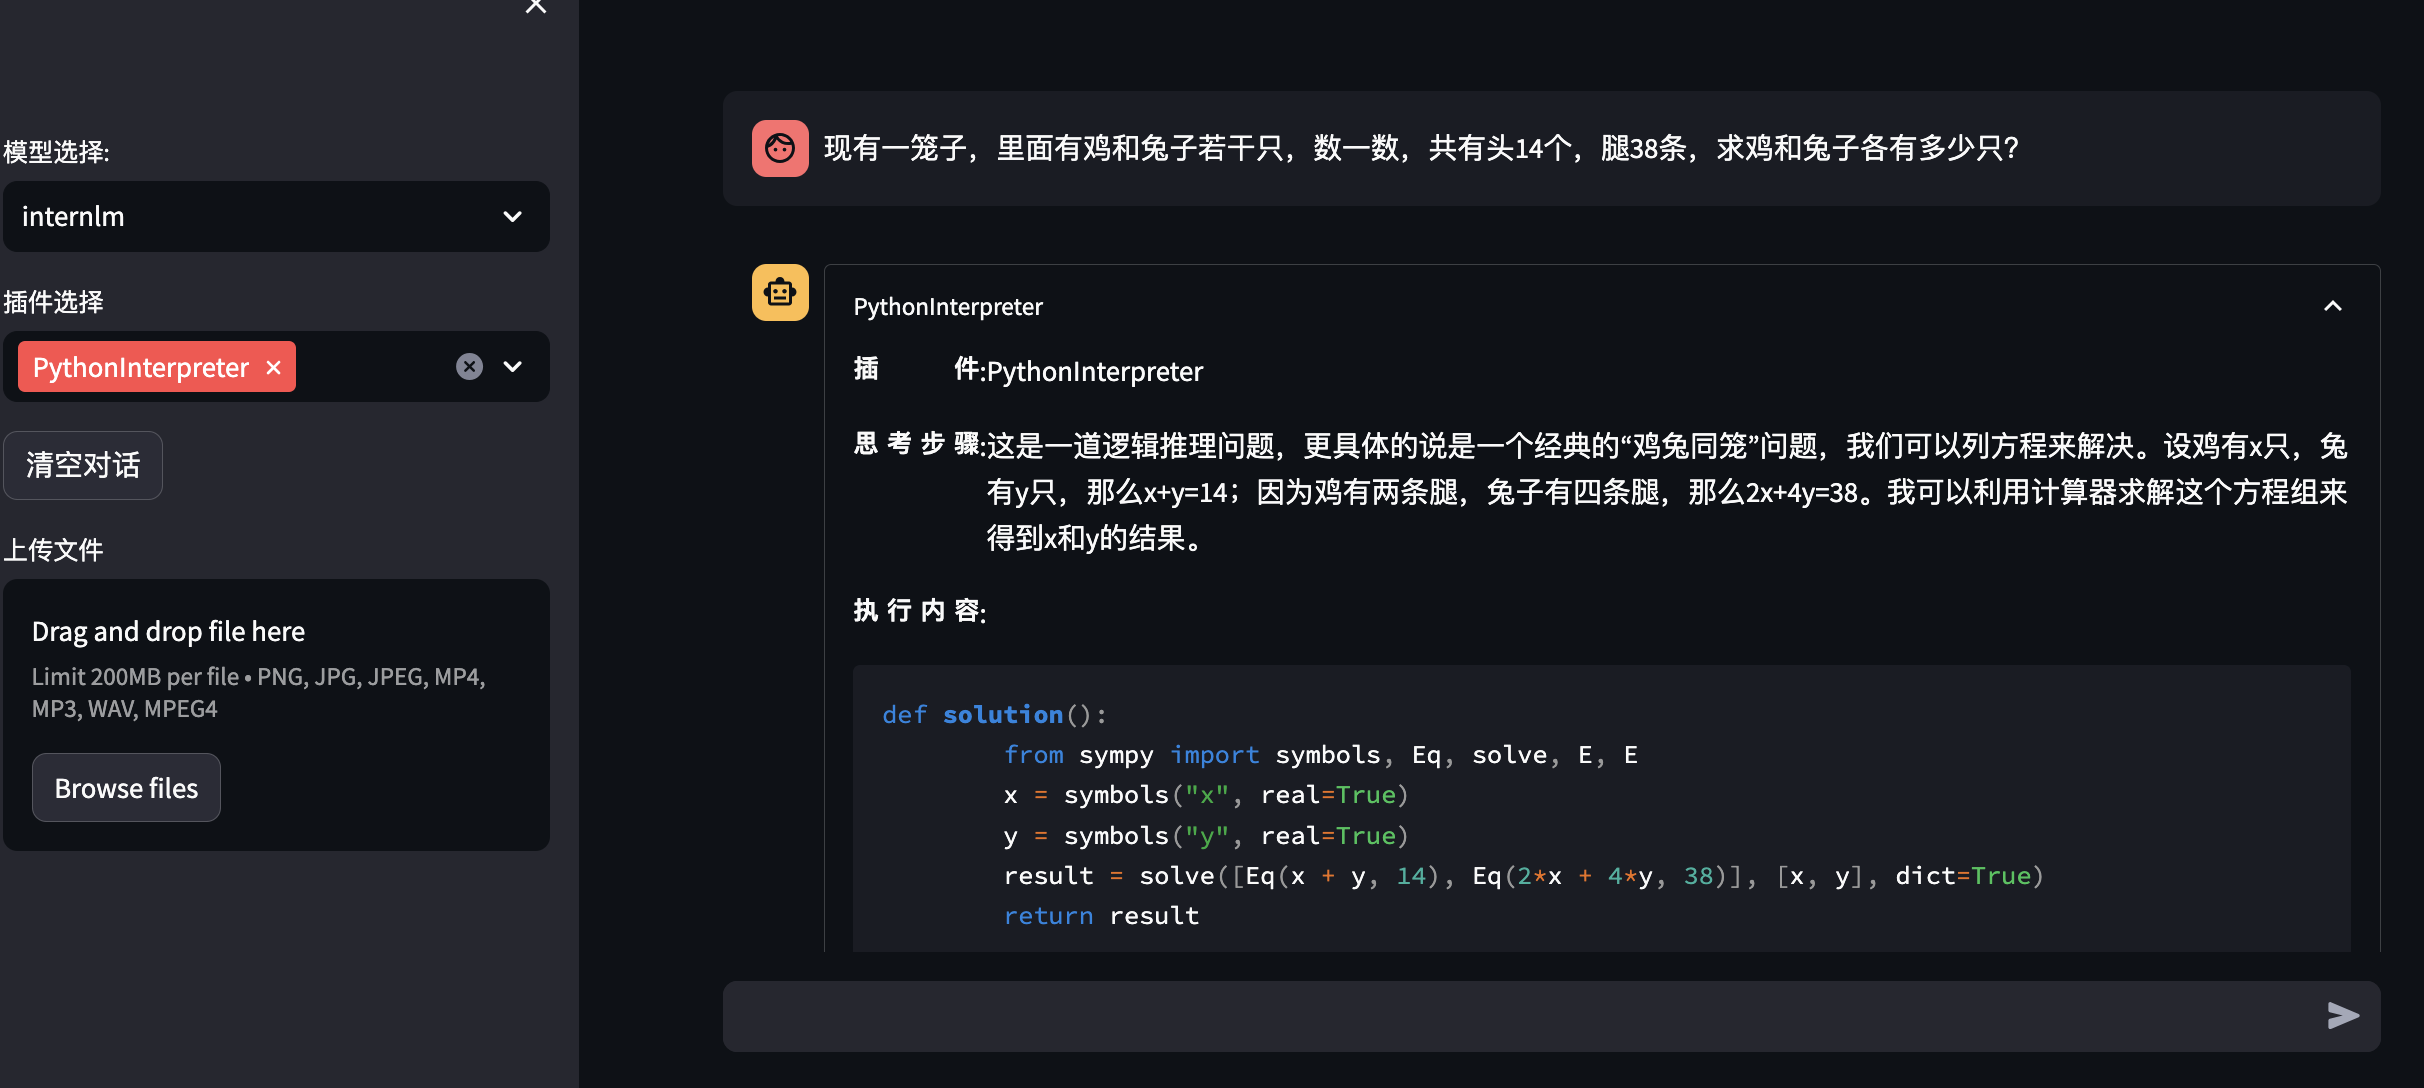 模型选择:
internlm
插件选择
PythonInterpreter
清空对话
上传文件
Drag and drop file here
Limit 200MB per file • PNG, JPG, JPEG, MP4,
MP3, WAV, MPEG4
Browse files
现有一笼子，里面有鸡和兔子若干只，数一数，共有头14个，腿38条，求鸡和兔子各有多少只？
PythonInterpreter
插 件:PythonInterpreter
思 考 步 骤:这是一道逻辑推理问题，更具体的说是一个经典的“鸡兔同笼”问题，我们可以列方程来解决。设鸡有x只，兔
有y只，那么x+y=14；因为鸡有两条腿，兔子有四条腿，那么2x+4y=38。我可以利用计算器求解这个方程组来
得到x和y的结果。
执 行 内 容:
def solution():
from sympy import symbols, Eq, solve, E, E
x = symbols("x", real=True)
y = symbols("y", real=True)
result = solve([Eq(x + y, 14), Eq(2*x + 4*y, 38)], [x, y], dict=True)
return result